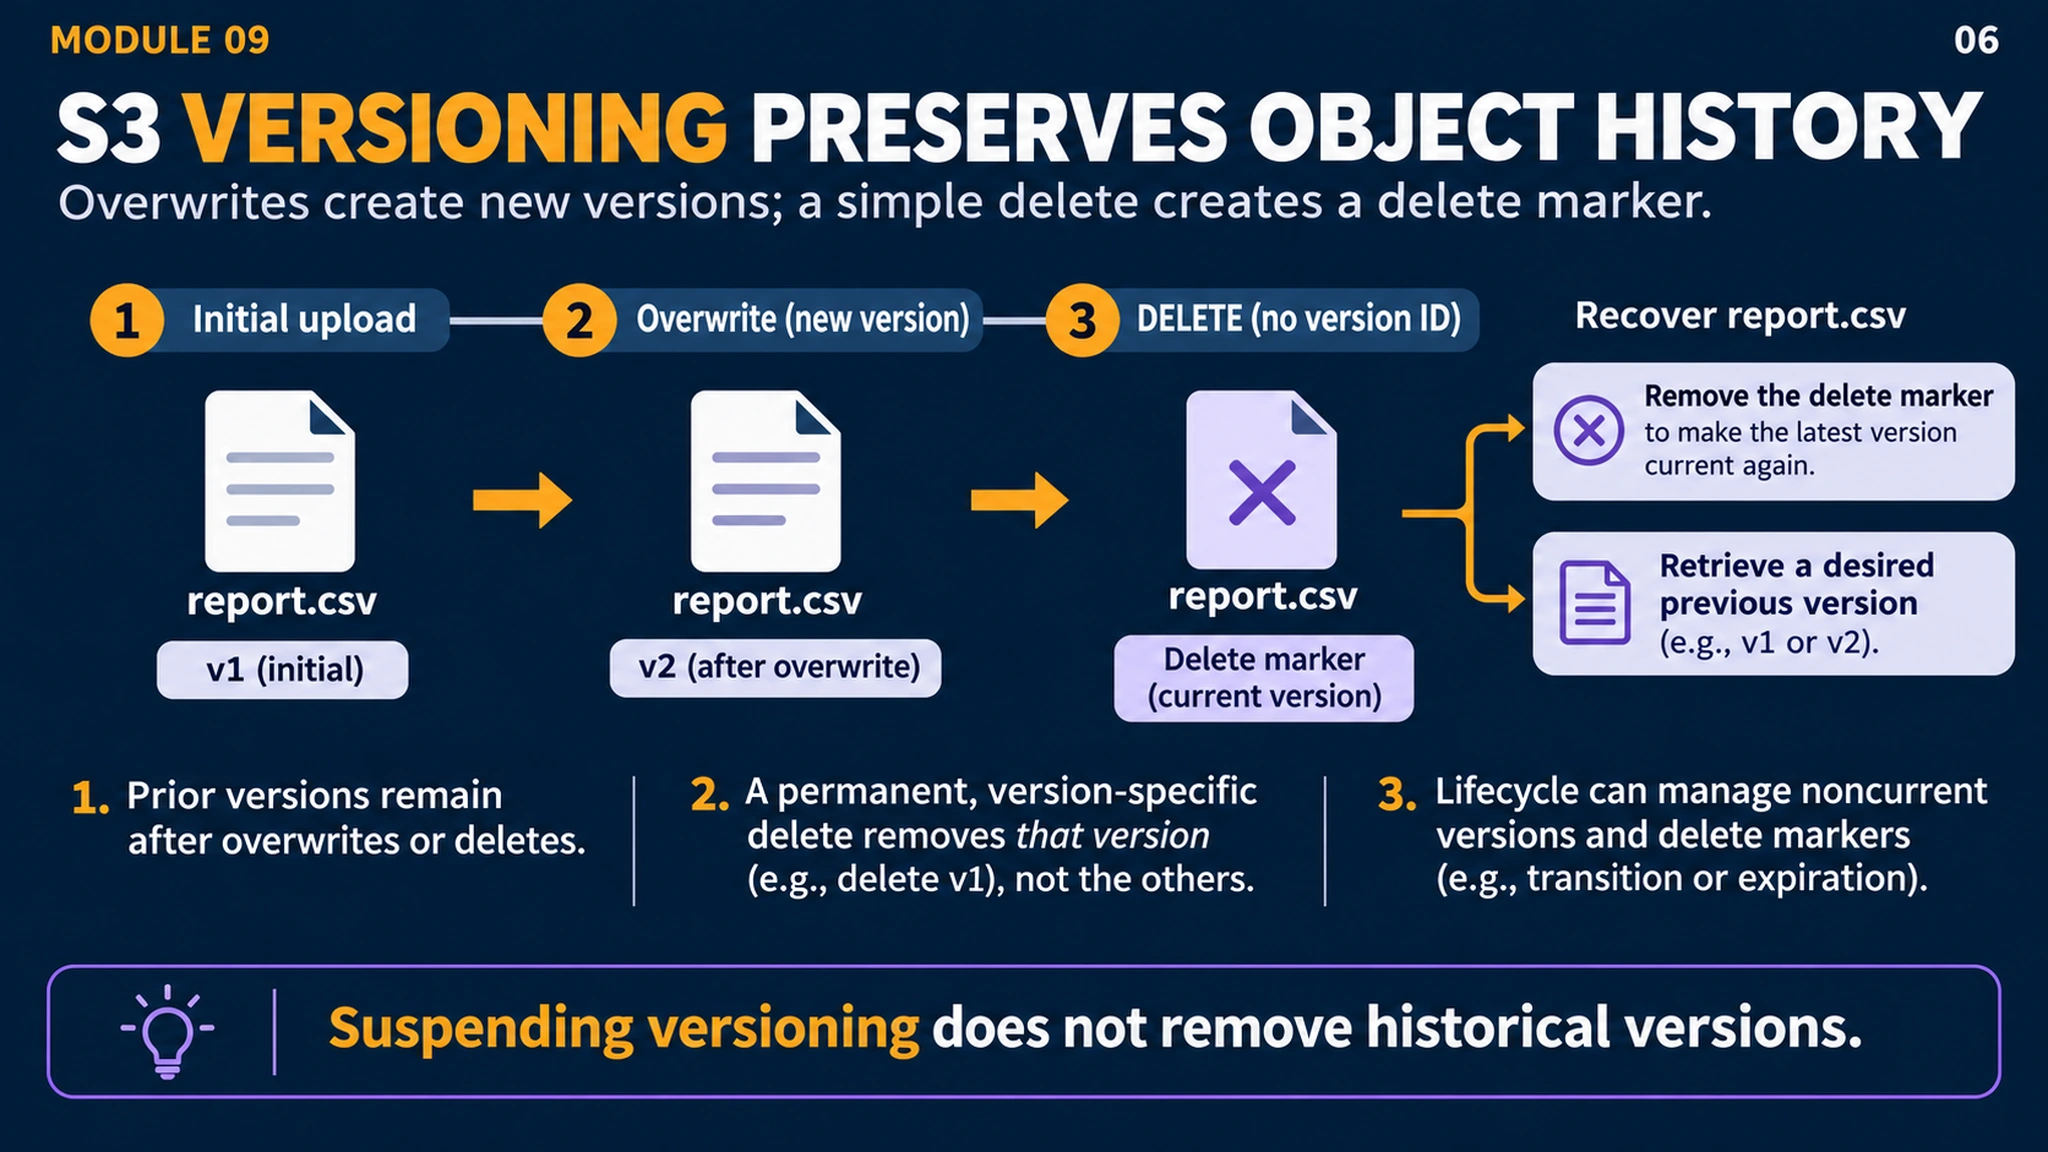 MODULE 09
06
S3 VERSIONING PRESERVES OBJECT HISTORY
Overwrites create new versions; a simple delete creates a delete marker.
1 Initial upload
2 Overwrite (new version)
3 DELETE (no version ID)
report.csv
v1 (initial)
report.csv
v2 (after overwrite)
report.csv
Delete marker
(current version)
Recover report.csv
Remove the delete marker
to make the latest version
current again.
Retrieve a desired
previous version
(e.g., v1 or v2).
1. Prior versions remain
after overwrites or deletes.
2. A permanent, version-specific
delete removes that version
(e.g., delete v1), not the others.
3. Lifecycle can manage noncurrent
versions and delete markers
(e.g., transition or expiration).
Suspending versioning does not remove historical versions.